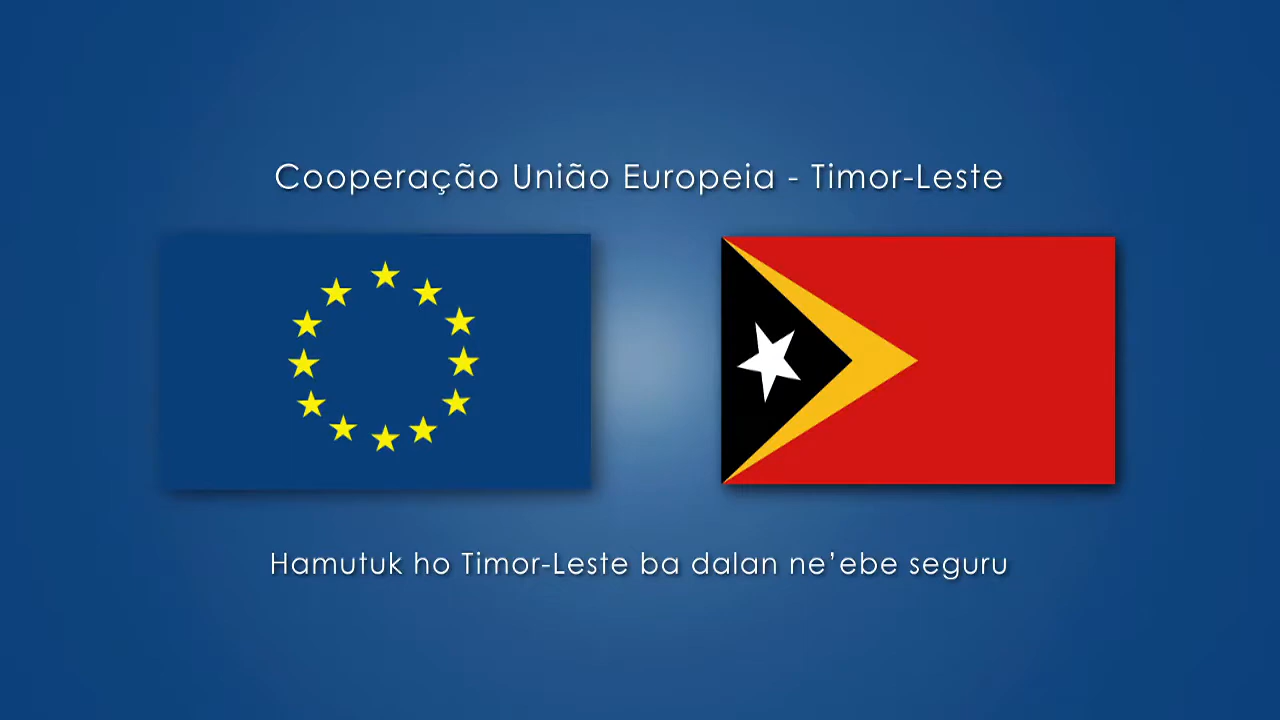 Cooperação União Europeia - Timor-Leste
Hamutuk ho Timor-Leste ba dalan ne’ebe seguru